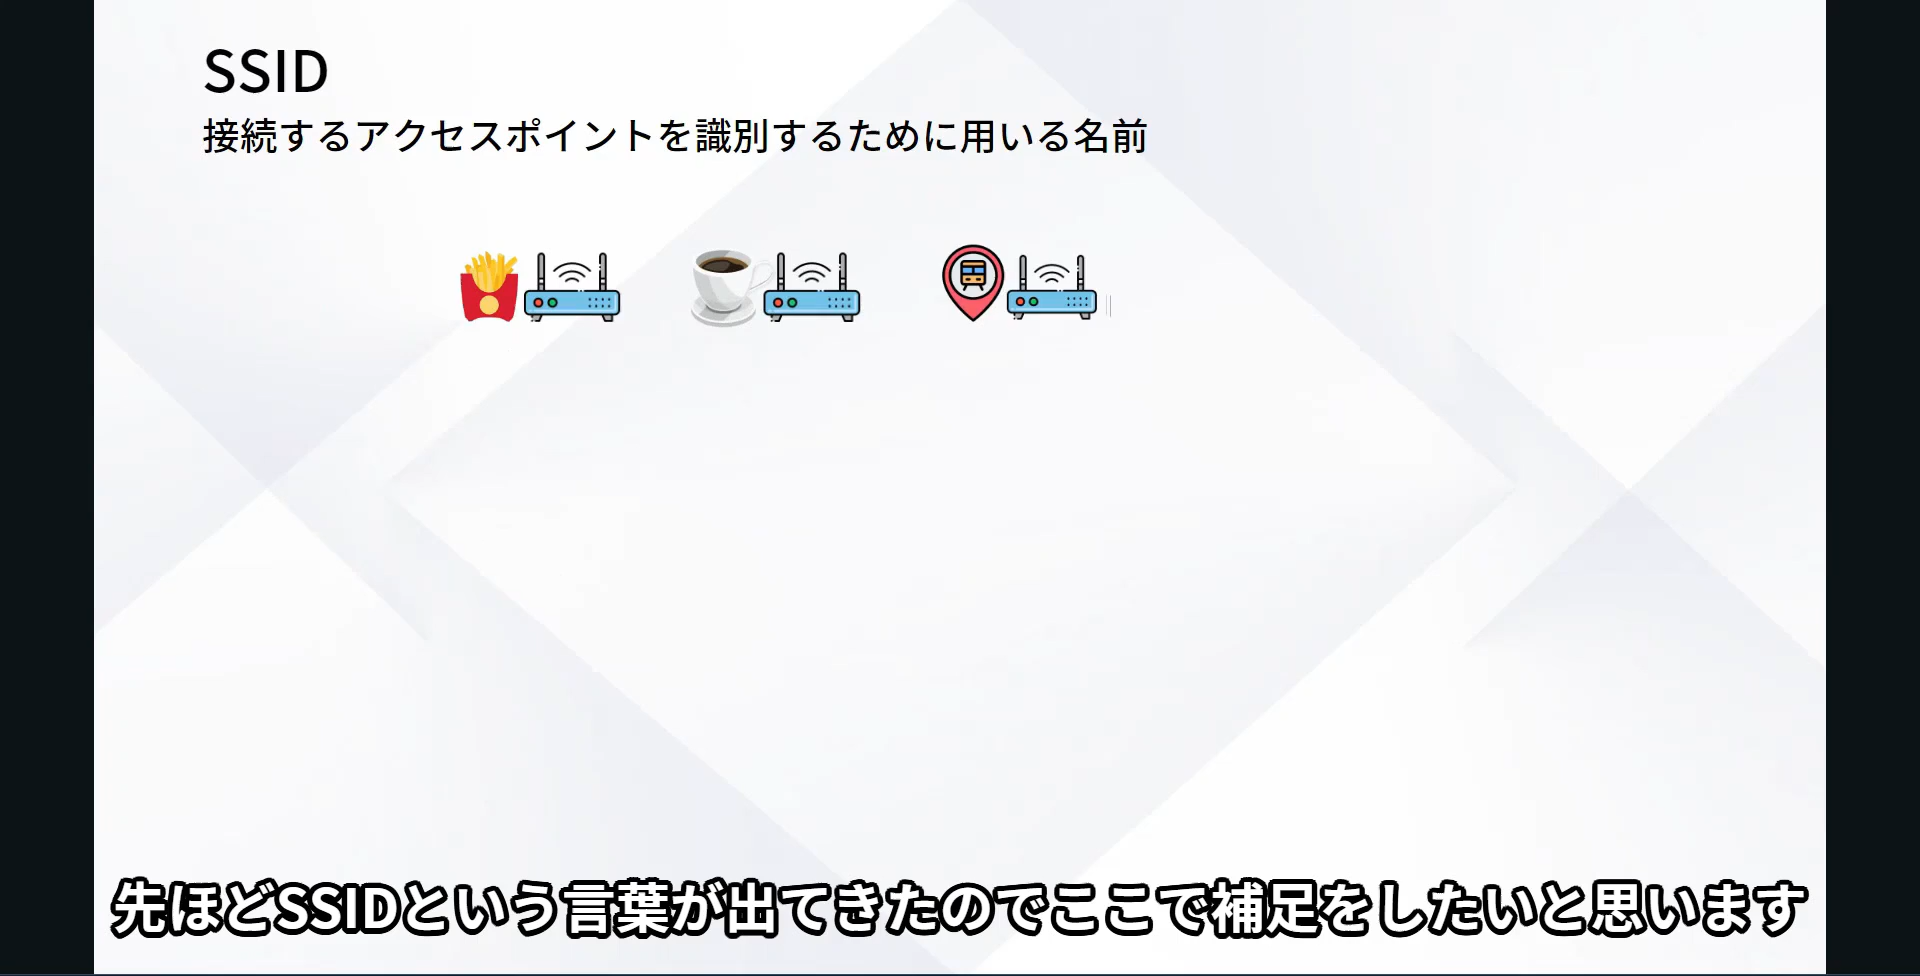 SSID
接続するアクセスポイントを識別するために用いる名前
先ほどSSIDという言葉が出てきたのでここで補足をしたいと思います